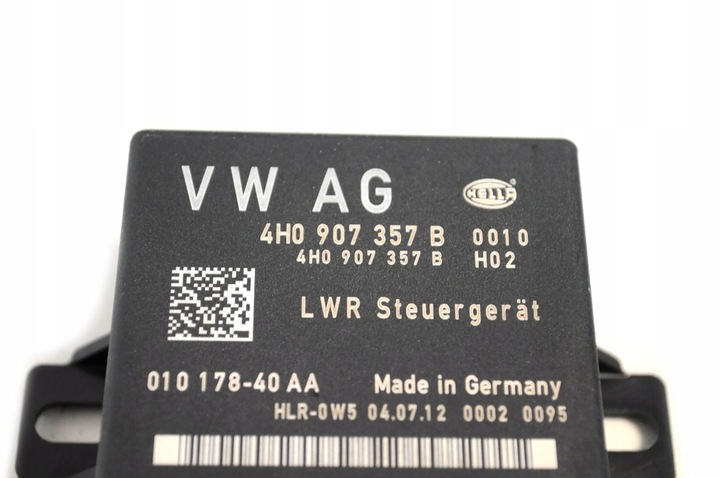 VW AG HELLA ®
4H0 907 357 B 0010
4H0 907 357 B H02
LWR Steuergerät
010 178-40 AA Made in Germany
HLR-0W5 04.07.12 0002 0095